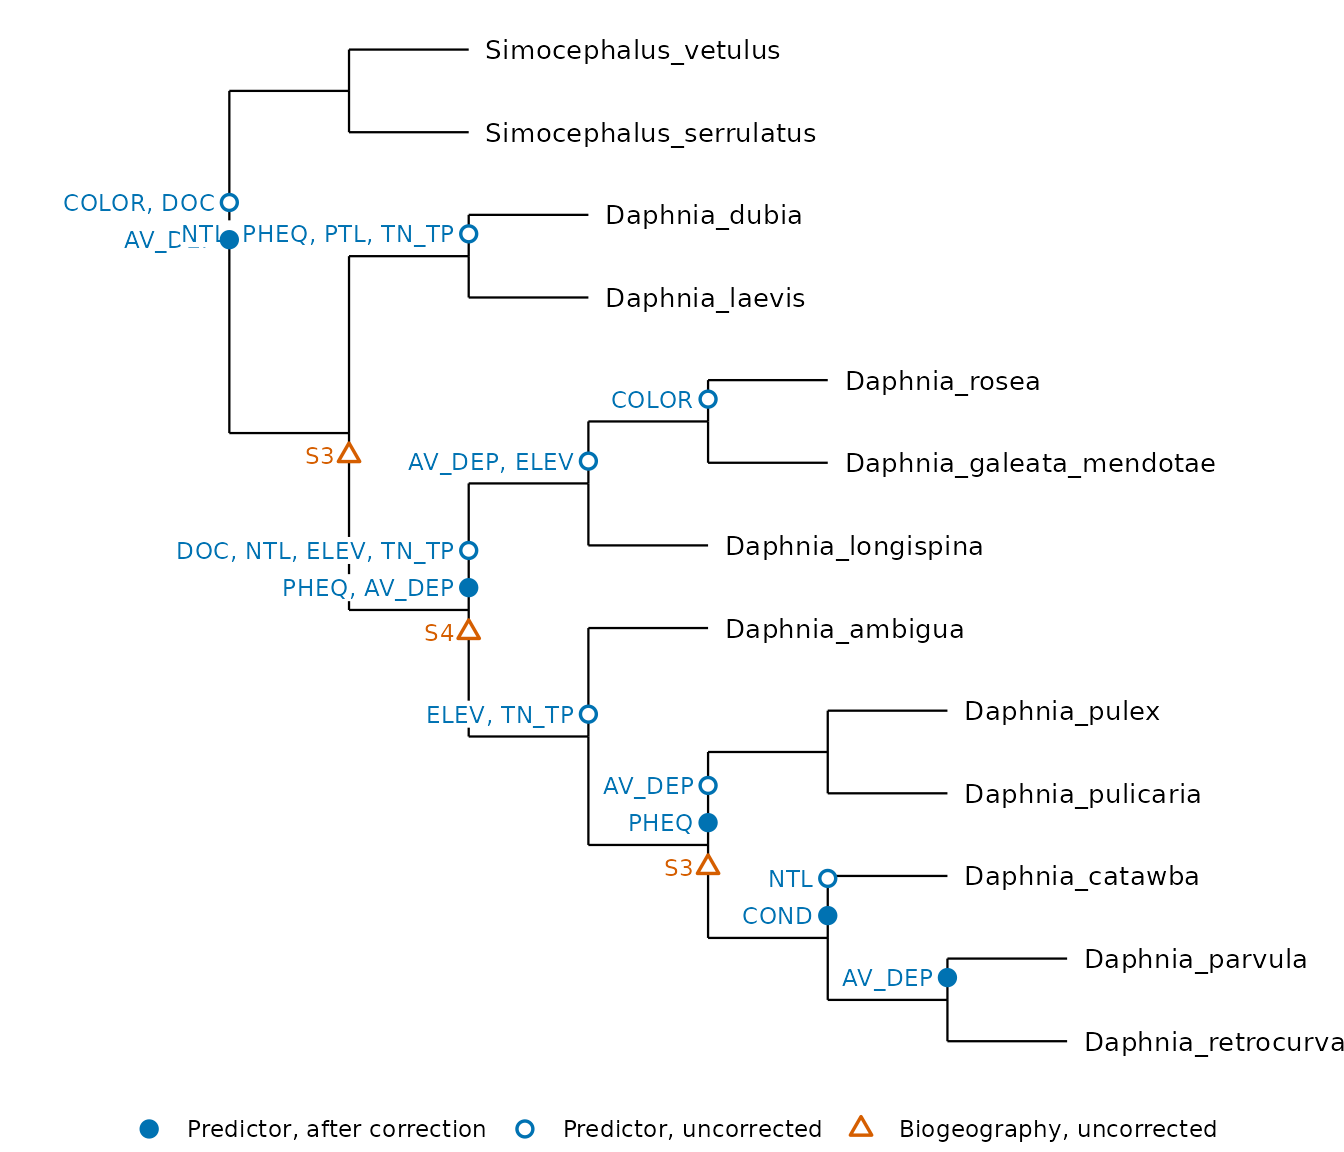 Simocephalus_vetulus
Simocephalus_serrulatus
COLOR, DOC
Daphnia_dubia
NTL, PHEQ, PTL, TN_TP
Daphnia_laevis
Daphnia_rosea
COLOR
S3
AV_DEP, ELEV
Daphnia_galeata_mendotae
DOC, NTL, ELEV, TN_TP
Daphnia_longispina
PHEQ, AV_DEP
S4
Daphnia_ambigua
ELEV, TN_TP
Daphnia_pulex
AV_DEP
Daphnia_pulicaria
PHEQ
S3
NTL
Daphnia_catawba
COND
Daphnia_parvula
AV_DEP
Daphnia_retrocurva
Predictor, after correction
Predictor, uncorrected
Biogeography, uncorrected